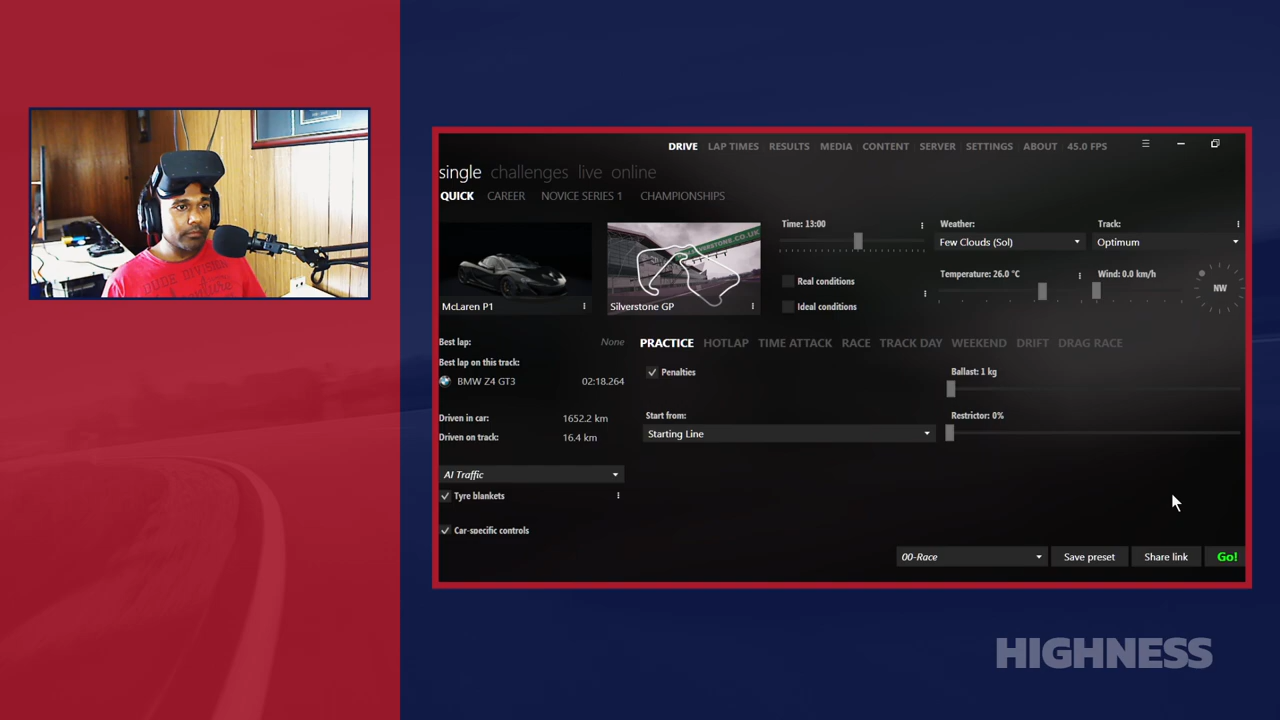 DRIVE LAP TIMES RESULTS MEDIA CONTENT SERVER SETTINGS ABOUT 45.0 FPS
single challenges live online
QUICK CAREER NOVICE SERIES 1 CHAMPIONSHIPS
McLaren P1
SILVERSTONE.CO.UK
Silverstone GP
Time: 13:00
Weather:
Track:
Few Clouds (Sol)
Optimum
Temperature: 26.0 °C
Wind: 0.0 km/h
NW
Real conditions
Ideal conditions
Best lap: None
Best lap on this track:
BMW Z4 GT3 02:18.264
Driven in car: 1652.2 km
Driven on track: 16.4 km
AI Traffic
Tyre blankets
Car-specific controls
PRACTICE HOTLAP TIME ATTACK RACE TRACK DAY WEEKEND DRIFT DRAG RACE
Penalties
Ballast: 1 kg
Start from:
Restrictor: 0%
Starting Line
00-Race Save preset Share link Go!
DUDE DIVISION
HIGHNESS